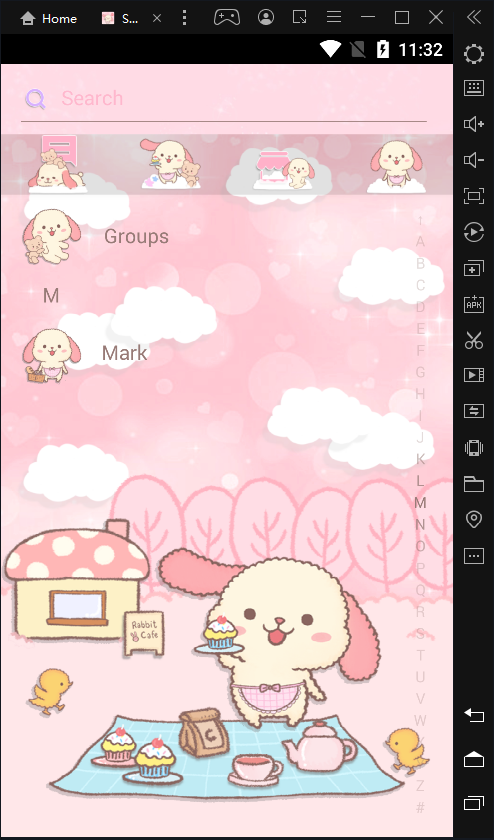 Home
S...
11:32
Search
Groups
M
Mark
A
B
C
D
E
F
G
H
I
J
K
L
M
N
O
P
Q
R
S
T
U
V
W
X
Z
#
Rabbit
Cafe
C
APK